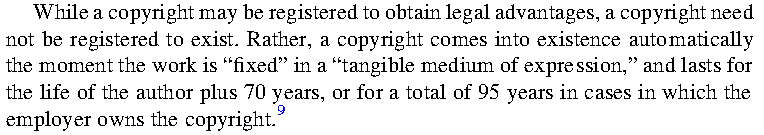 While a copyright may be registered to obtain legal advantages, a copyright need
not be registered to exist. Rather, a copyright comes into existence automatically
the moment the work is “fixed” in a “tangible medium of expression,” and lasts for
the life of the author plus 70 years, or for a total of 95 years in cases in which the
employer owns the copyright.9